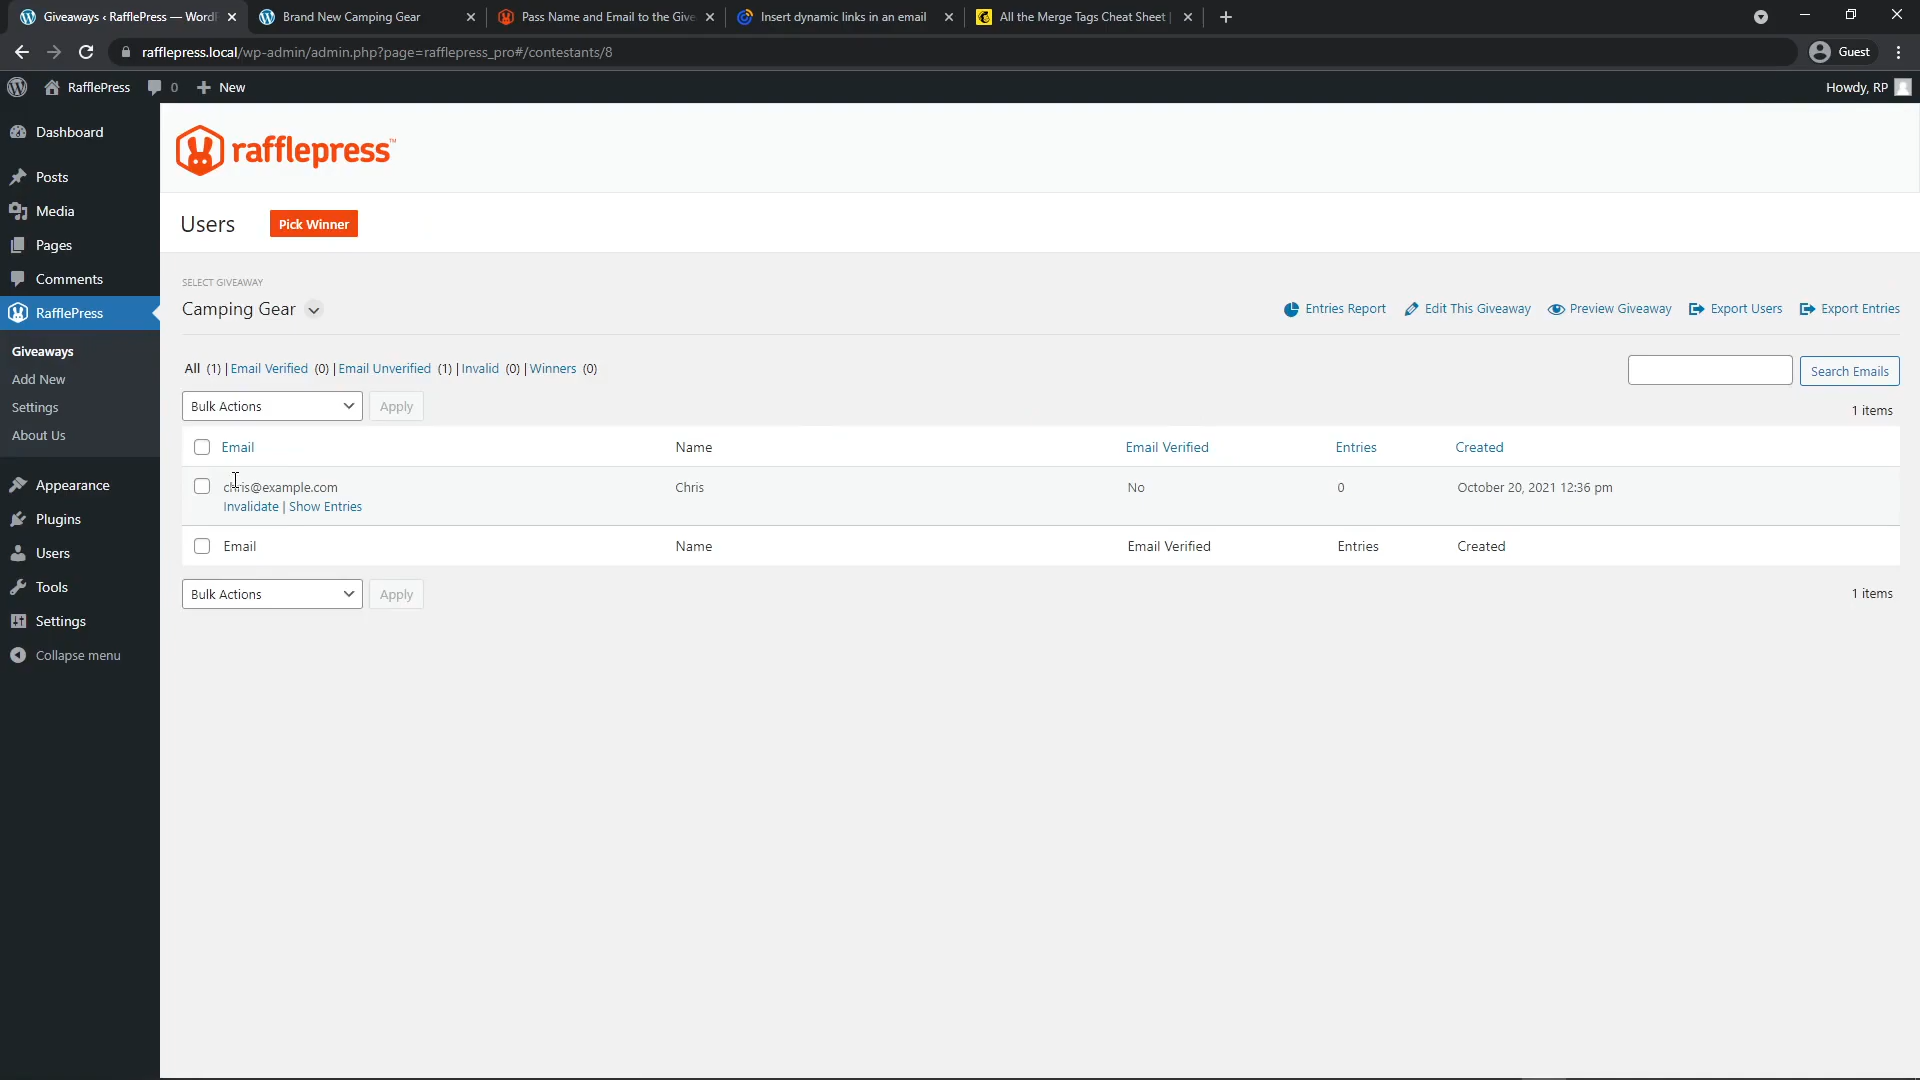 Giveaways ‹ RafflePress — Word
Brand New Camping Gear
Pass Name and Email to the Give
Insert dynamic links in an email
All the Merge Tags Cheat Sheet |
rafflepress.local/wp-admin/admin.php?page=rafflepress_pro#/contestants/8
Guest
RafflePress
0
New
Howdy, RP
Dashboard
Posts
Media
Pages
Comments
RafflePress
Giveaways
Add New
Settings
About Us
Appearance
Plugins
Users
Tools
Settings
Collapse menu
rafflepress™
Users
Pick Winner
SELECT GIVEAWAY
Camping Gear
Entries Report
Edit This Giveaway
Preview Giveaway
Export Users
Export Entries
All (1) | Email Verified (0) | Email Unverified (1) | Invalid (0) | Winners (0)
Search Emails
Bulk Actions
Apply
1 items
Email Name Email Verified Entries Created
chris@example.com Chris No 0 October 20, 2021 12:36 pm
Invalidate | Show Entries
Email Name Email Verified Entries Created
Bulk Actions
Apply
1 items